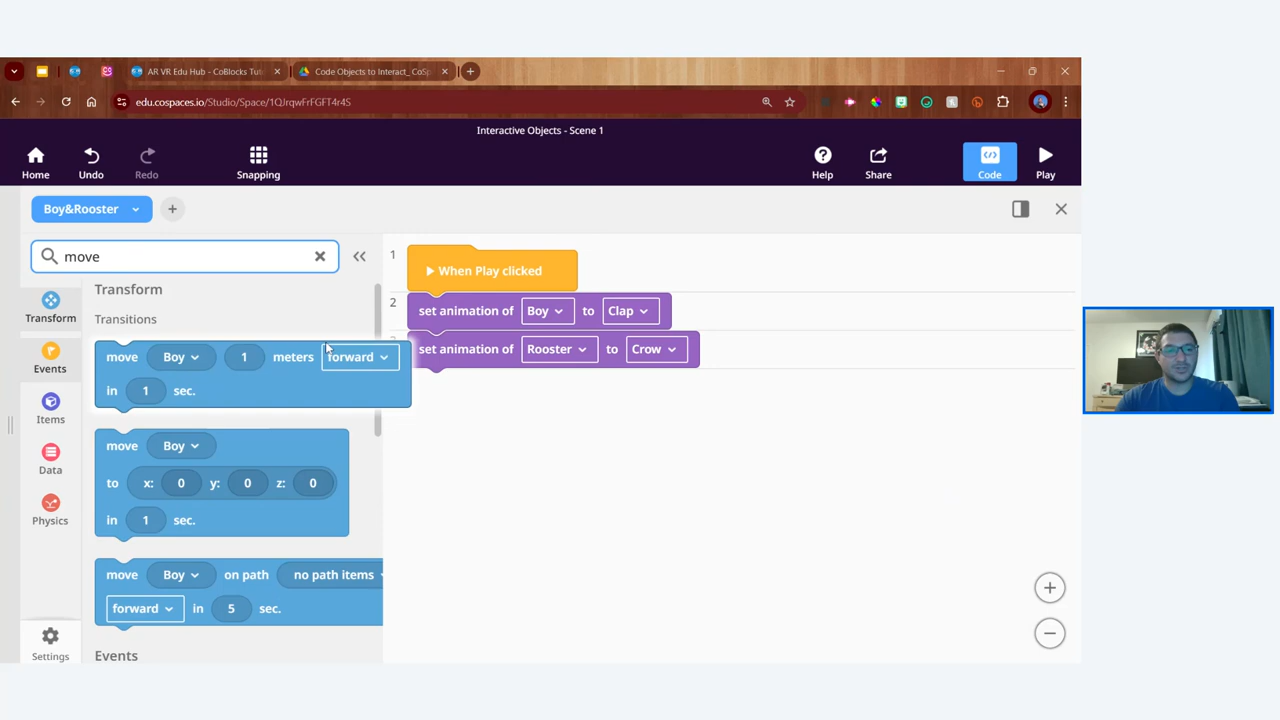 AR VR Edu Hub - CoBlocks Tut
Code Objects to Interact_ CoSp
edu.cospaces.io/Studio/Space/1QJrqwFrFGFT4r4S
Interactive Objects - Scene 1
Home
Undo
Redo
Snapping
Help
Share
Code
Play
Boy&Rooster
move
Transform
Events
Items
Data
Physics
Settings
Transform
Transitions
move Boy 1 meters forward
in 1 sec.
move Boy
to x: 0 y: 0 z: 0
in 1 sec.
move Boy on path no path items
forward in 5 sec.
Events
1
When Play clicked
2
set animation of Boy to Clap
set animation of Rooster to Crow